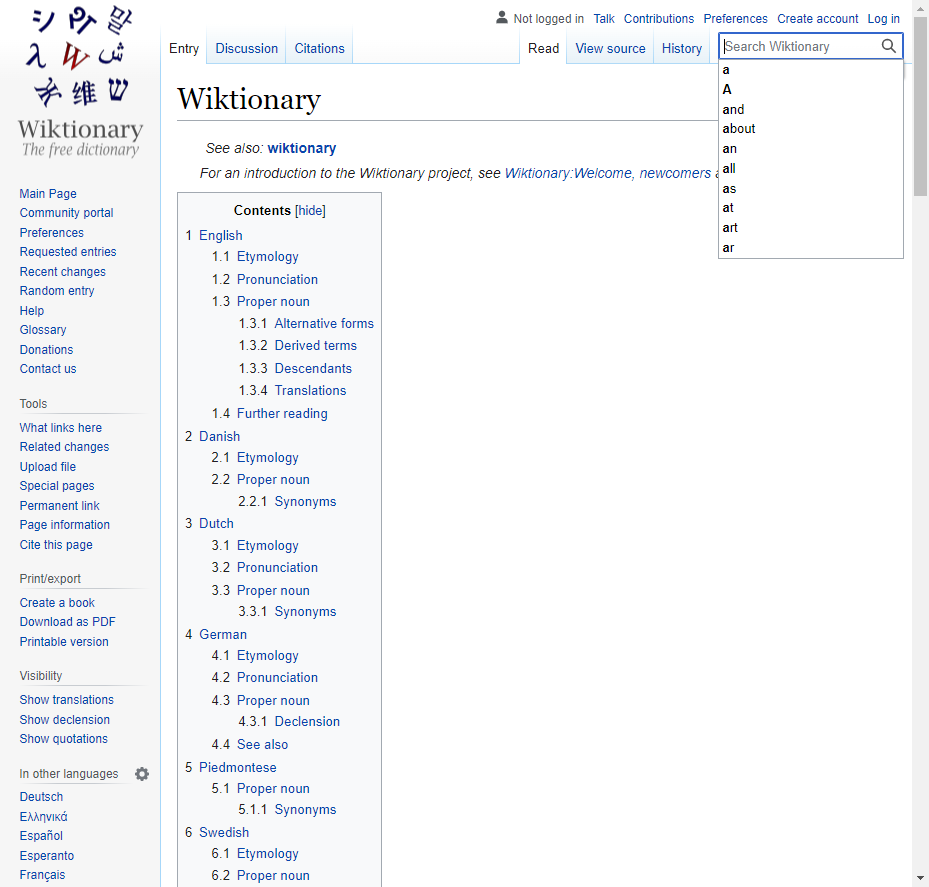 Wiktionary
The free dictionary
Not logged in Talk Contributions Preferences Create account Log in
Entry Discussion Citations Read View source History Search Wiktionary
a
A
and
about
an
all
as
at
art
ar
Wiktionary
See also: wiktionary
For an introduction to the Wiktionary project, see Wiktionary:Welcome, newcomers
Main Page
Community portal
Preferences
Requested entries
Recent changes
Random entry
Help
Glossary
Donations
Contact us
Tools
What links here
Related changes
Upload file
Special pages
Permanent link
Page information
Cite this page
Print/export
Create a book
Download as PDF
Printable version
Visibility
Show translations
Show declension
Show quotations
In other languages
Deutsch
Ελληνικά
Español
Esperanto
Français
Contents [hide]
1 English
1.1 Etymology
1.2 Pronunciation
1.3 Proper noun
1.3.1 Alternative forms
1.3.2 Derived terms
1.3.3 Descendants
1.3.4 Translations
1.4 Further reading
2 Danish
2.1 Etymology
2.2 Proper noun
2.2.1 Synonyms
3 Dutch
3.1 Etymology
3.2 Pronunciation
3.3 Proper noun
3.3.1 Synonyms
4 German
4.1 Etymology
4.2 Pronunciation
4.3 Proper noun
4.3.1 Declension
4.4 See also
5 Piedmontese
5.1 Proper noun
5.1.1 Synonyms
6 Swedish
6.1 Etymology
6.2 Proper noun